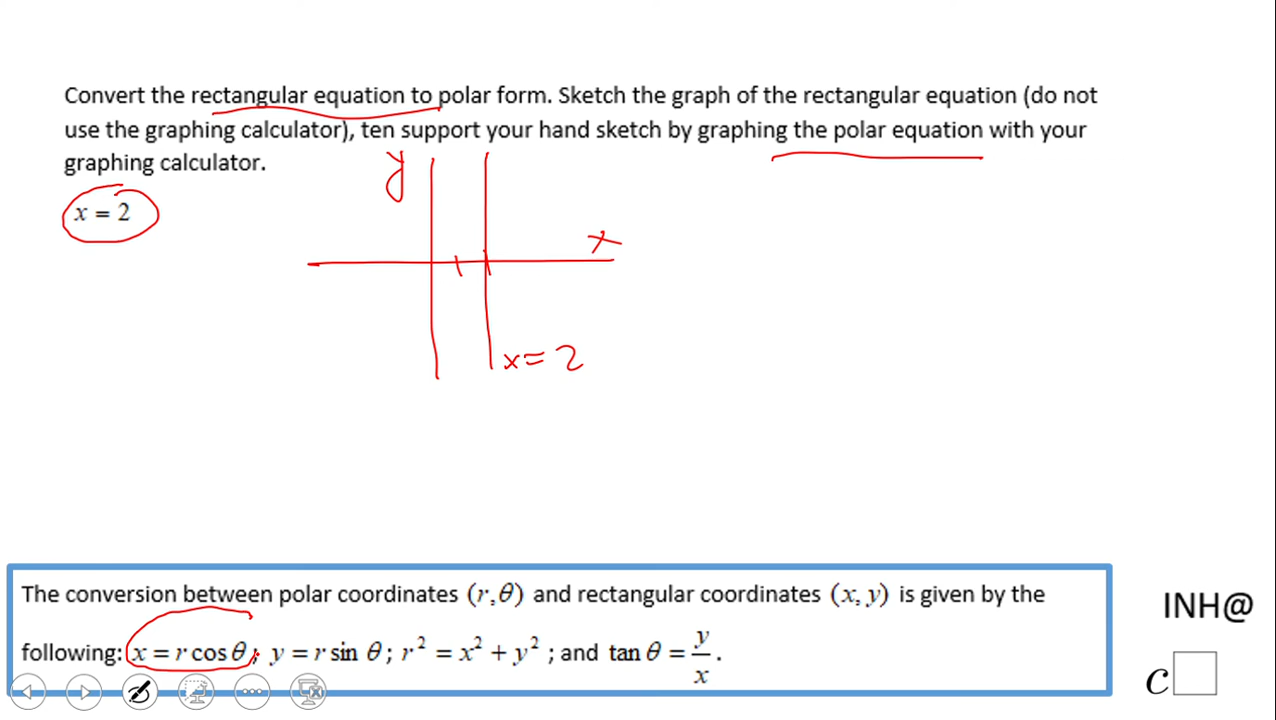 Convert the rectangular equation to polar form. Sketch the graph of the rectangular equation (do not
use the graphing calculator), ten support your hand sketch by graphing the polar equation with your
graphing calculator.
y
x = 2
x
x = 2
The conversion between polar coordinates (r,θ) and rectangular coordinates (x, y) is given by the
following: x = r cos θ ; y = r sin θ ; r² = x² + y² ; and tan θ = y/x .
INH@
c